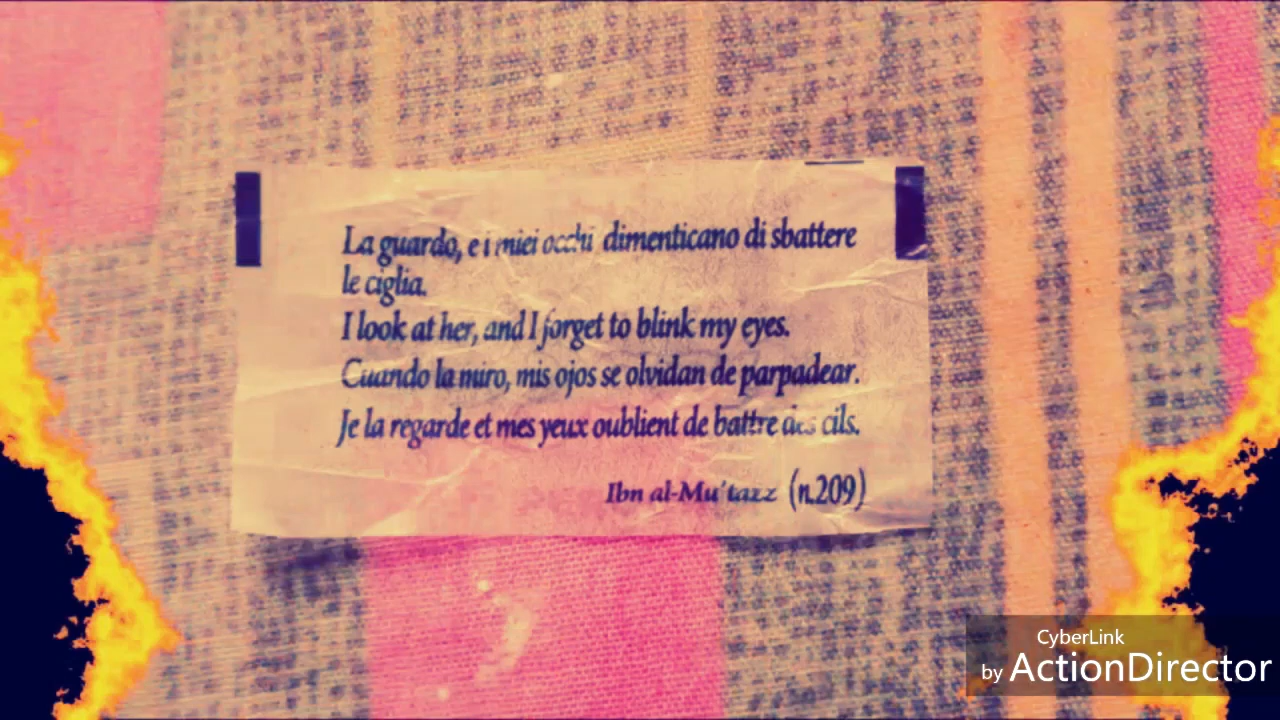 La guardo, e i miei occhi dimenticano di sbattere
le ciglia.
I look at her, and I forget to blink my eyes.
Cuando la miro, mis ojos se olvidan de parpadear.
Je la regarde et mes yeux oublient de battre des cils.
Ibn al-Mu'tazz (n.209)
CyberLink
by ActionDirector